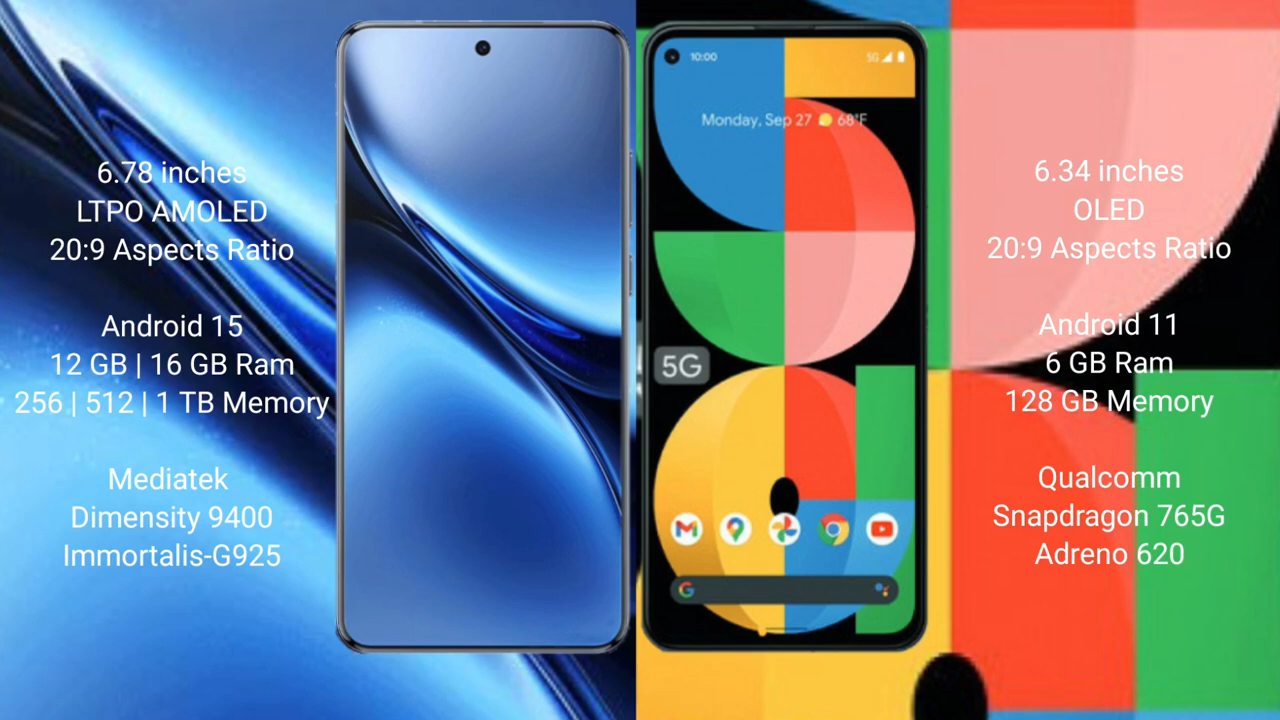 6.78 inches
LTPO AMOLED
20:9 Aspects Ratio
Android 15
12 GB | 16 GB Ram
256 | 512 | 1 TB Memory
Mediatek
Dimensity 9400
Immortalis-G925
10:00
5G
Monday, Sep 27
68°F
5G
6.34 inches
OLED
20:9 Aspects Ratio
Android 11
6 GB Ram
128 GB Memory
Qualcomm
Snapdragon 765G
Adreno 620